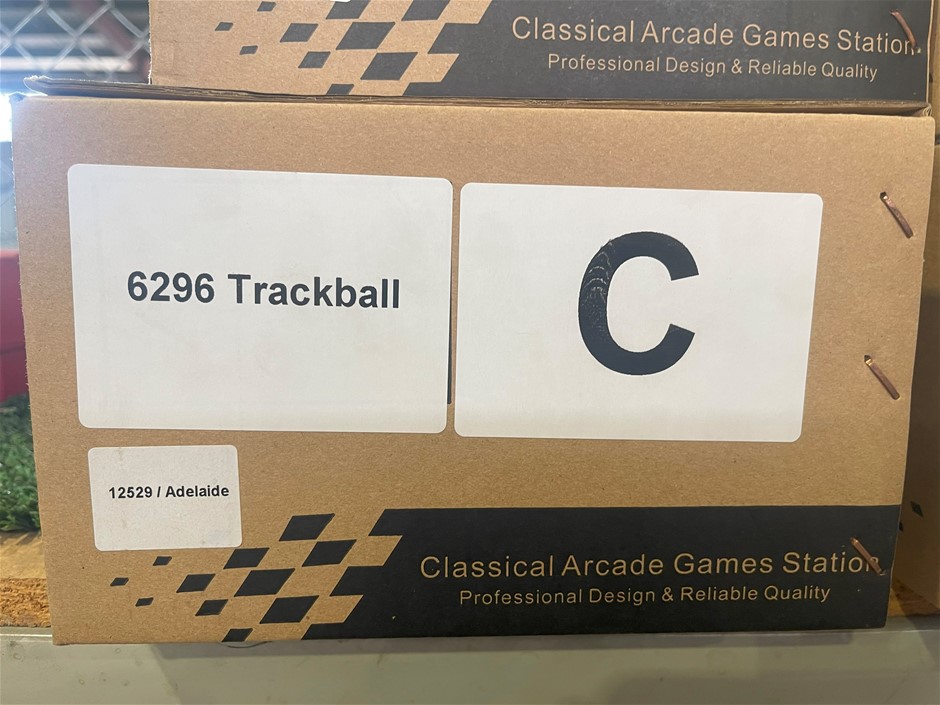 Classical Arcade Games Station
Professional Design & Reliable Quality
6296 Trackball
C
12529 / Adelaide
Classical Arcade Games Station
Professional Design & Reliable Quality